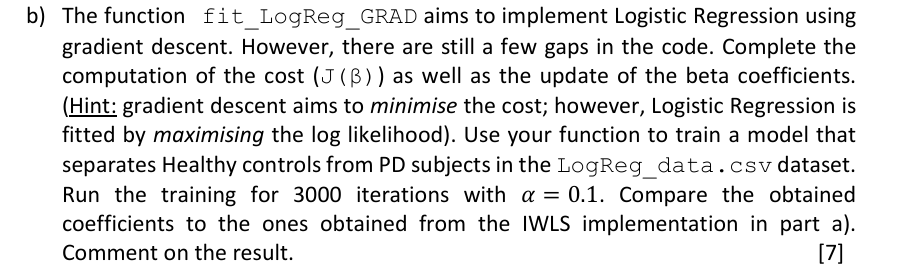 b) The function fit_LogReg_GRAD aims to implement Logistic Regression using
gradient descent. However, there are still a few gaps in the code. Complete the
computation of the cost (J(β)) as well as the update of the beta coefficients.
(Hint: gradient descent aims to minimise the cost; however, Logistic Regression is
fitted by maximising the log likelihood). Use your function to train a model that
separates Healthy controls from PD subjects in the LogReg_data.csv dataset.
Run the training for 3000 iterations with α = 0.1. Compare the obtained
coefficients to the ones obtained from the IWLS implementation in part a).
Comment on the result. [7]